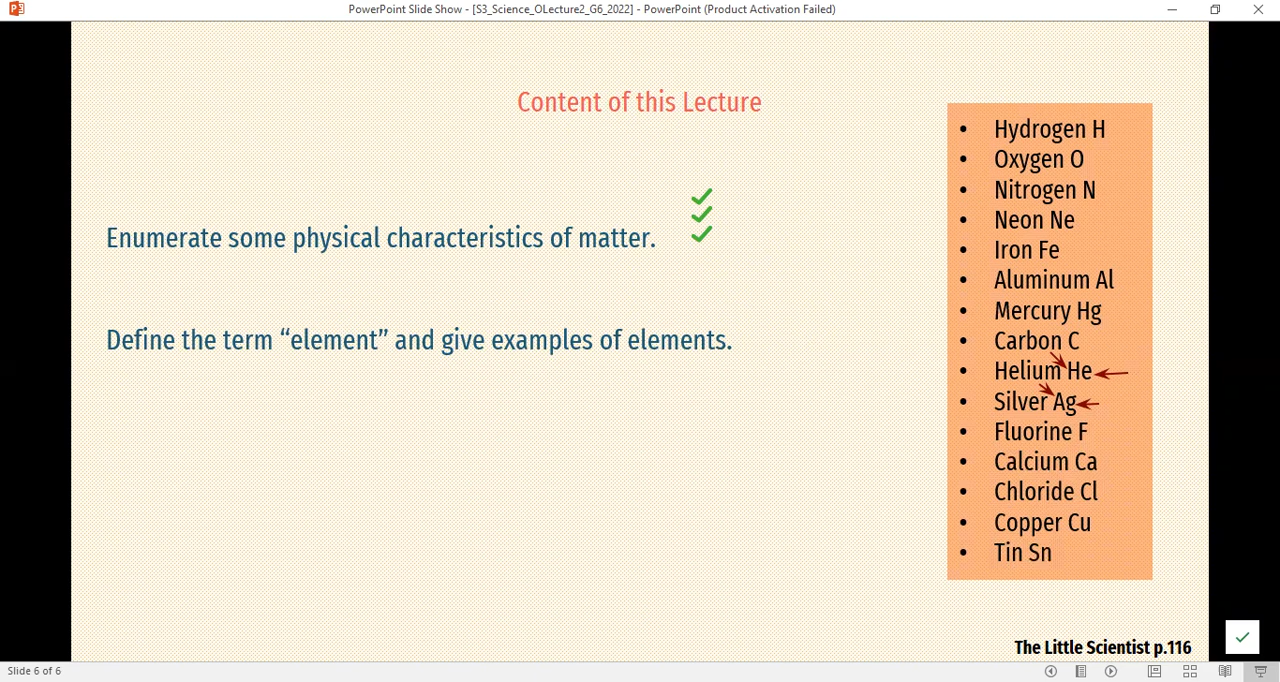 PowerPoint Slide Show - [S3_Science_OLecture2_G6_2022] - PowerPoint (Product Activation Failed)
Content of this Lecture
Enumerate some physical characteristics of matter.
Define the term “element” and give examples of elements.
• Hydrogen H
• Oxygen O
• Nitrogen N
• Neon Ne
• Iron Fe
• Aluminum Al
• Mercury Hg
• Carbon C
• Helium He
• Silver Ag
• Fluorine F
• Calcium Ca
• Chloride Cl
• Copper Cu
• Tin Sn
The Little Scientist p.116
Slide 6 of 6